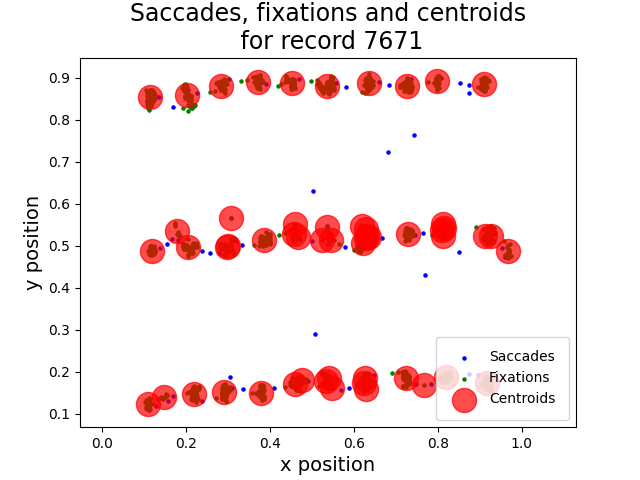 Saccades, fixations and centroids
for record 7671
0.9
0.8
0.7
0.6
0.5
0.4
0.3
0.2
0.1
y position
Saccades
Fixations
Centroids
0.0 0.2 0.4 0.6 0.8 1.0
x position